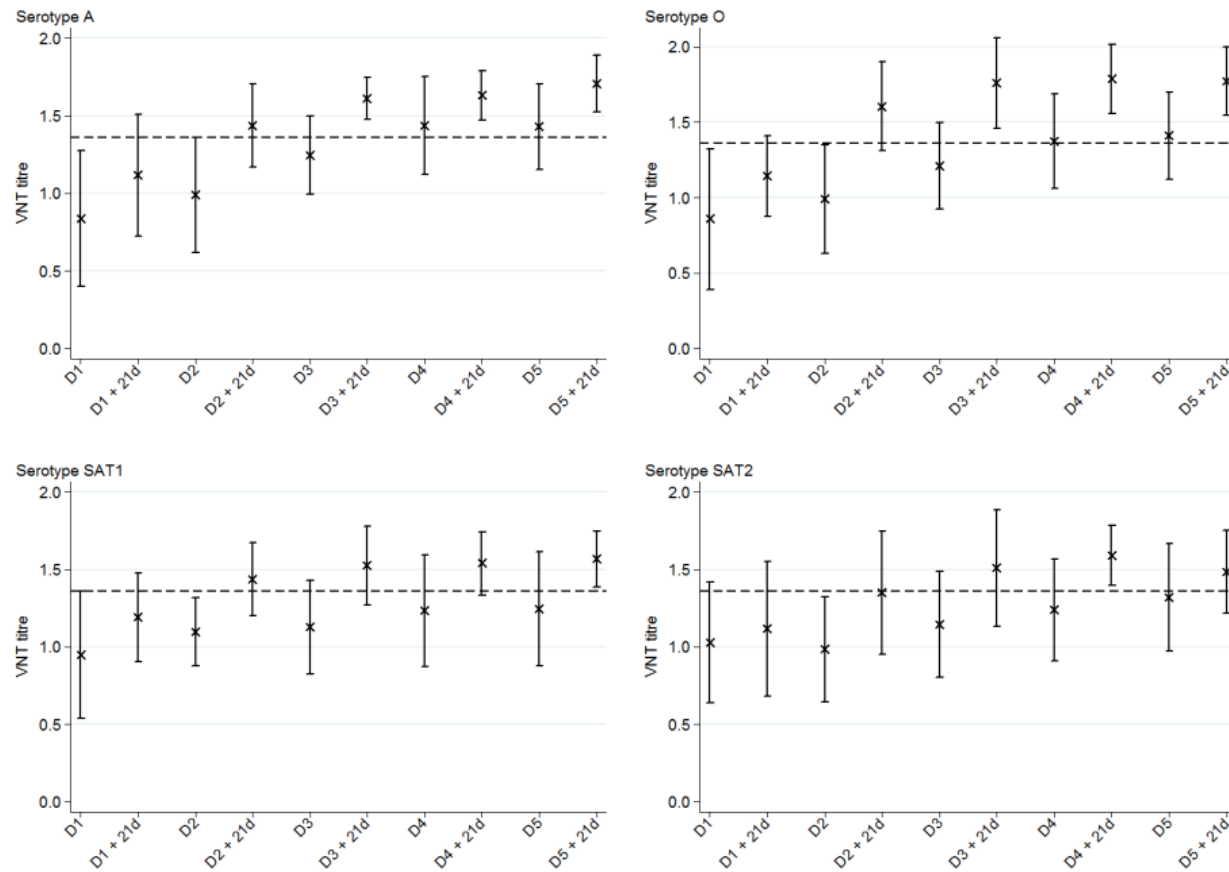 Serotype A
VNT titre
2.0
1.5
1.0
0.5
0.0
D1
D1 + 21d
D2
D2 + 21d
D3
D3 + 21d
D4
D4 + 21d
D5
D5 + 21d
Serotype O
VNT titre
2.0
1.5
1.0
0.5
0.0
D1
D1 + 21d
D2
D2 + 21d
D3
D3 + 21d
D4
D4 + 21d
D5
D5 + 21d
Serotype SAT1
VNT titre
2.0
1.5
1.0
0.5
0.0
D1
D1 + 21d
D2
D2 + 21d
D3
D3 + 21d
D4
D4 + 21d
D5
D5 + 21d
Serotype SAT2
VNT titre
2.0
1.5
1.0
0.5
0.0
D1
D1 + 21d
D2
D2 + 21d
D3
D3 + 21d
D4
D4 + 21d
D5
D5 + 21d